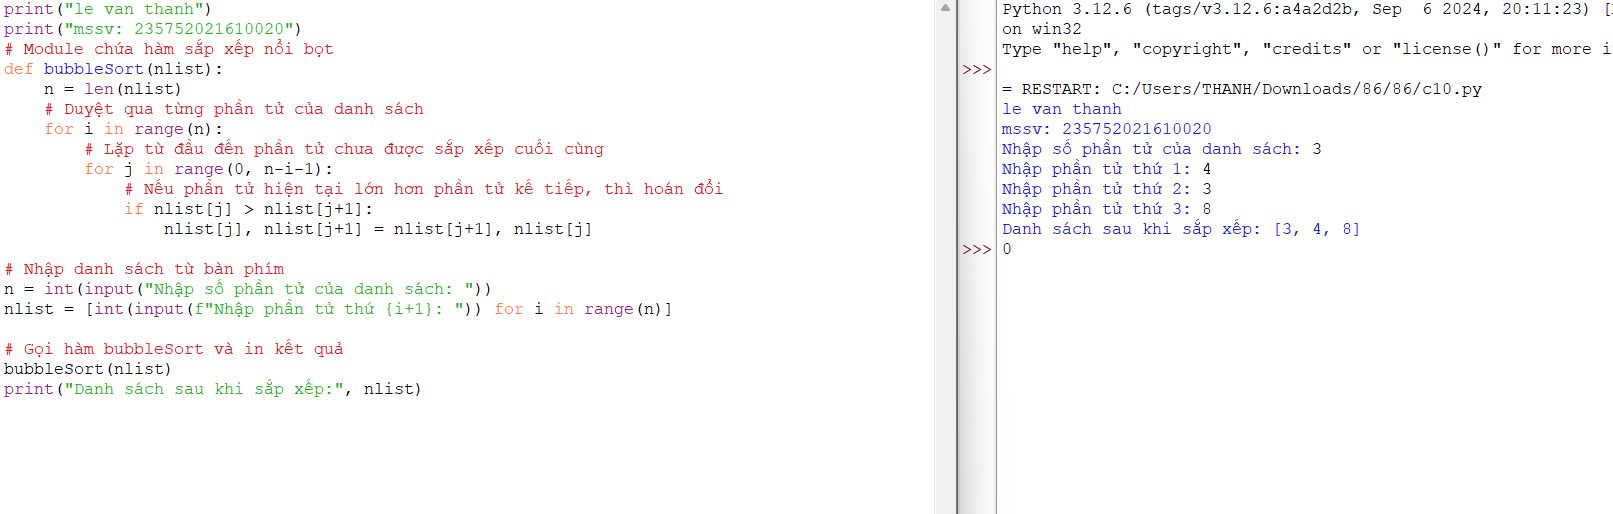 print("le van thanh")
print("mssv: 235752021610020")
# Module chứa hàm sắp xếp nổi bọt
def bubbleSort(nlist):
    n = len(nlist)
    # Duyệt qua từng phần tử của danh sách
    for i in range(n):
        # Lặp từ đầu đến phần tử chưa được sắp xếp cuối cùng
        for j in range(0, n-i-1):
            # Nếu phần tử hiện tại lớn hơn phần tử kế tiếp, thì hoán đổi
            if nlist[j] > nlist[j+1]:
                nlist[j], nlist[j+1] = nlist[j+1], nlist[j]
# Nhập danh sách từ bàn phím
n = int(input("Nhập số phần tử của danh sách: "))
nlist = [int(input(f"Nhập phần tử thứ {i+1}: ")) for i in range(n)]
# Gọi hàm bubbleSort và in kết quả
bubbleSort(nlist)
print("Danh sách sau khi sắp xếp:", nlist)
Python 3.12.6 (tags/v3.12.6:a4a2d2b, Sep  6 2024, 20:11:23) [
on win32
Type "help", "copyright", "credits" or "license()" for more i
>>>
= RESTART: C:/Users/THANH/Downloads/86/86/c10.py
le van thanh
mssv: 235752021610020
Nhập số phần tử của danh sách: 3
Nhập phần tử thứ 1: 4
Nhập phần tử thứ 2: 3
Nhập phần tử thứ 3: 8
Danh sách sau khi sắp xếp: [3, 4, 8]
>>> 0